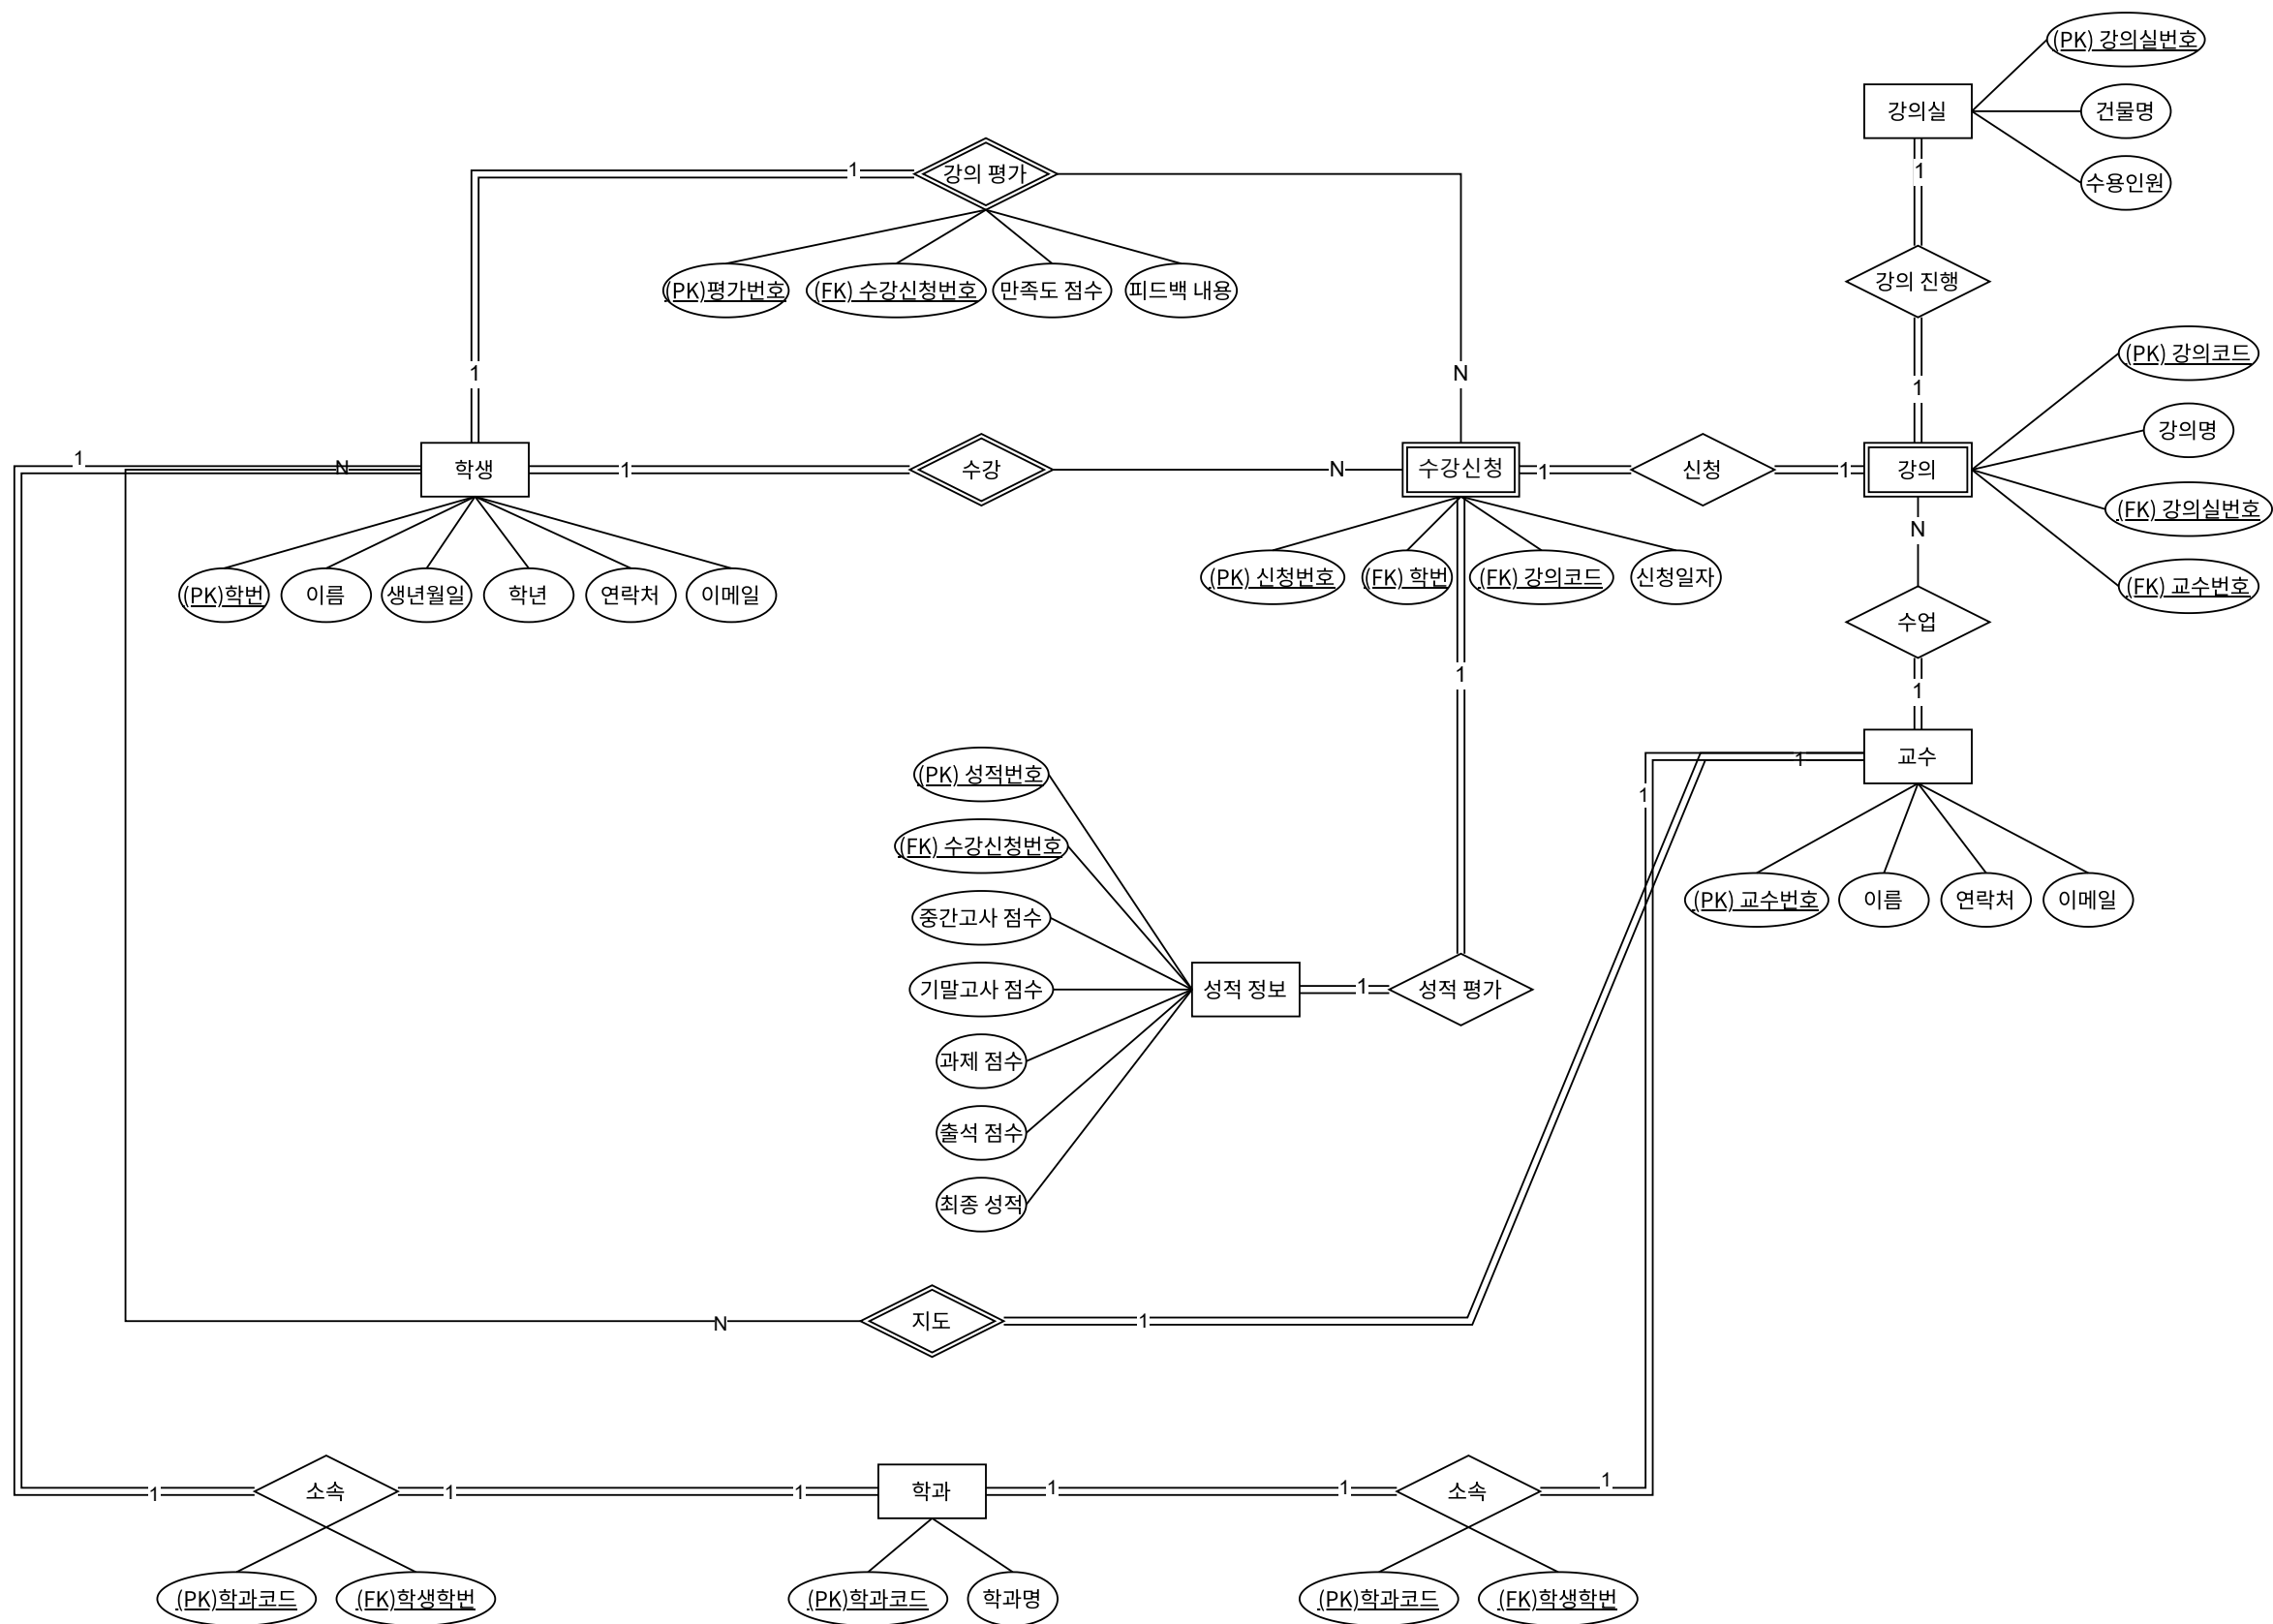 (PK) 강의실번호
강의실
건물명
수용인원
1
강의 평가
1
강의 진행
(PK)평가번호
(FK) 수강신청번호
만족도 점수
피드백 내용
1
N
1
(PK) 강의코드
강의명
1
N
학생
1
수강
N
수강신청
1
신청
1
강의
(FK) 강의실번호
N
(PK)학번
이름
생년월일
학년
연락처
이메일
(PK) 신청번호
(FK) 학번
(FK) 강의코드
신청일자
(FK) 교수번호
수업
1
1
교수
1
1
(PK) 성적번호
(FK) 수강신청번호
중간고사 점수
기말고사 점수
과제 점수
출석 점수
최종 성적
(PK) 교수번호
이름
연락처
이메일
성적 정보
1
성적 평가
N
지도
1
1
소속
1
1
학과
1
1
소속
1
(PK)학과코드
(FK)학생학번
(PK)학과코드
학과명
(PK)학과코드
(FK)학생학번